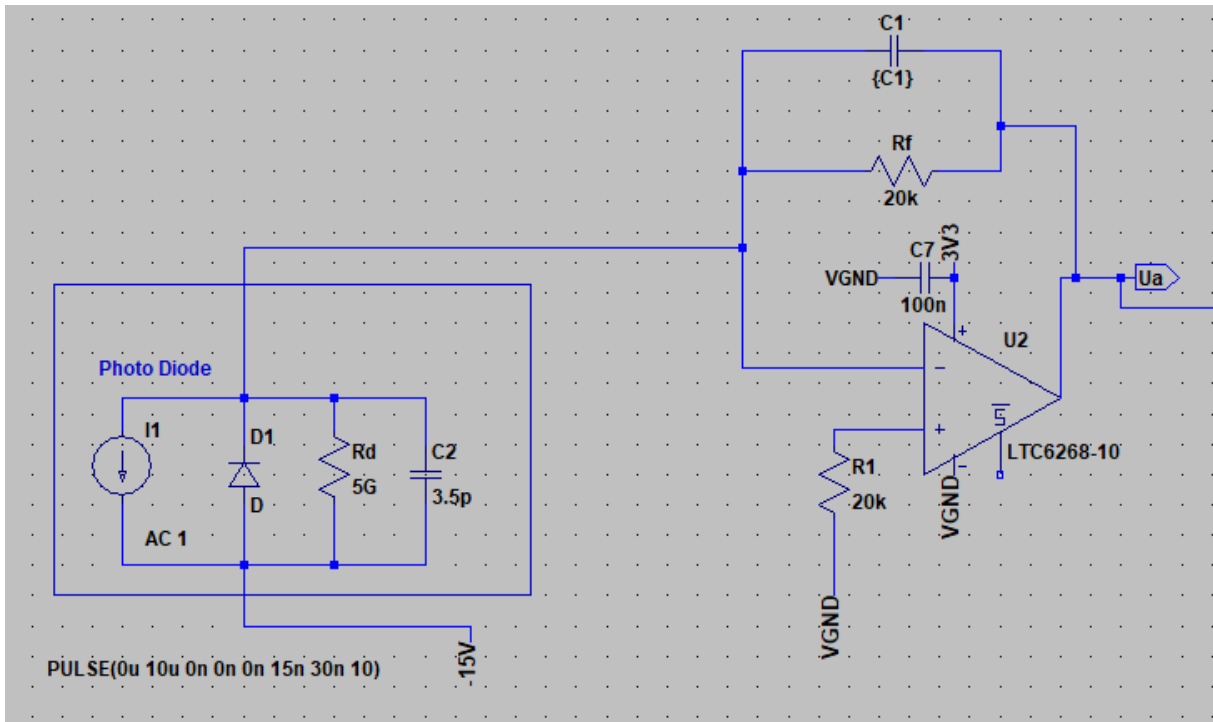 C1
{C1}
Rf
20k
C7
3V3
VGND
100n
Ua
U2
Photo Diode
I1
D1
Rd
C2
5G
3.5p
D
AC 1
+
-
+
-
5
LTC6268-10
R1
20k
VGND
VGND
-15V
PULSE(0u 10u 0n 0n 0n 15n 30n 10)